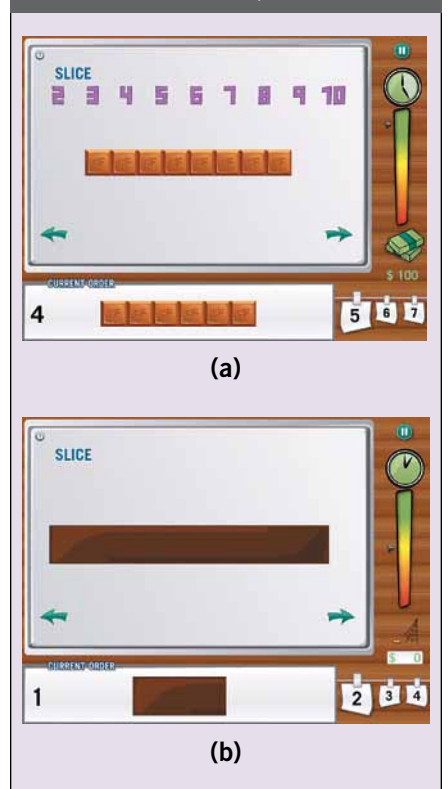 SLICE
2 3 4 5 6 7 8 9 10
$ 100
CURRENT ORDER
4
5 6 7
(a)
SLICE
$ 0
CURRENT ORDER
1
2 3 4
(b)